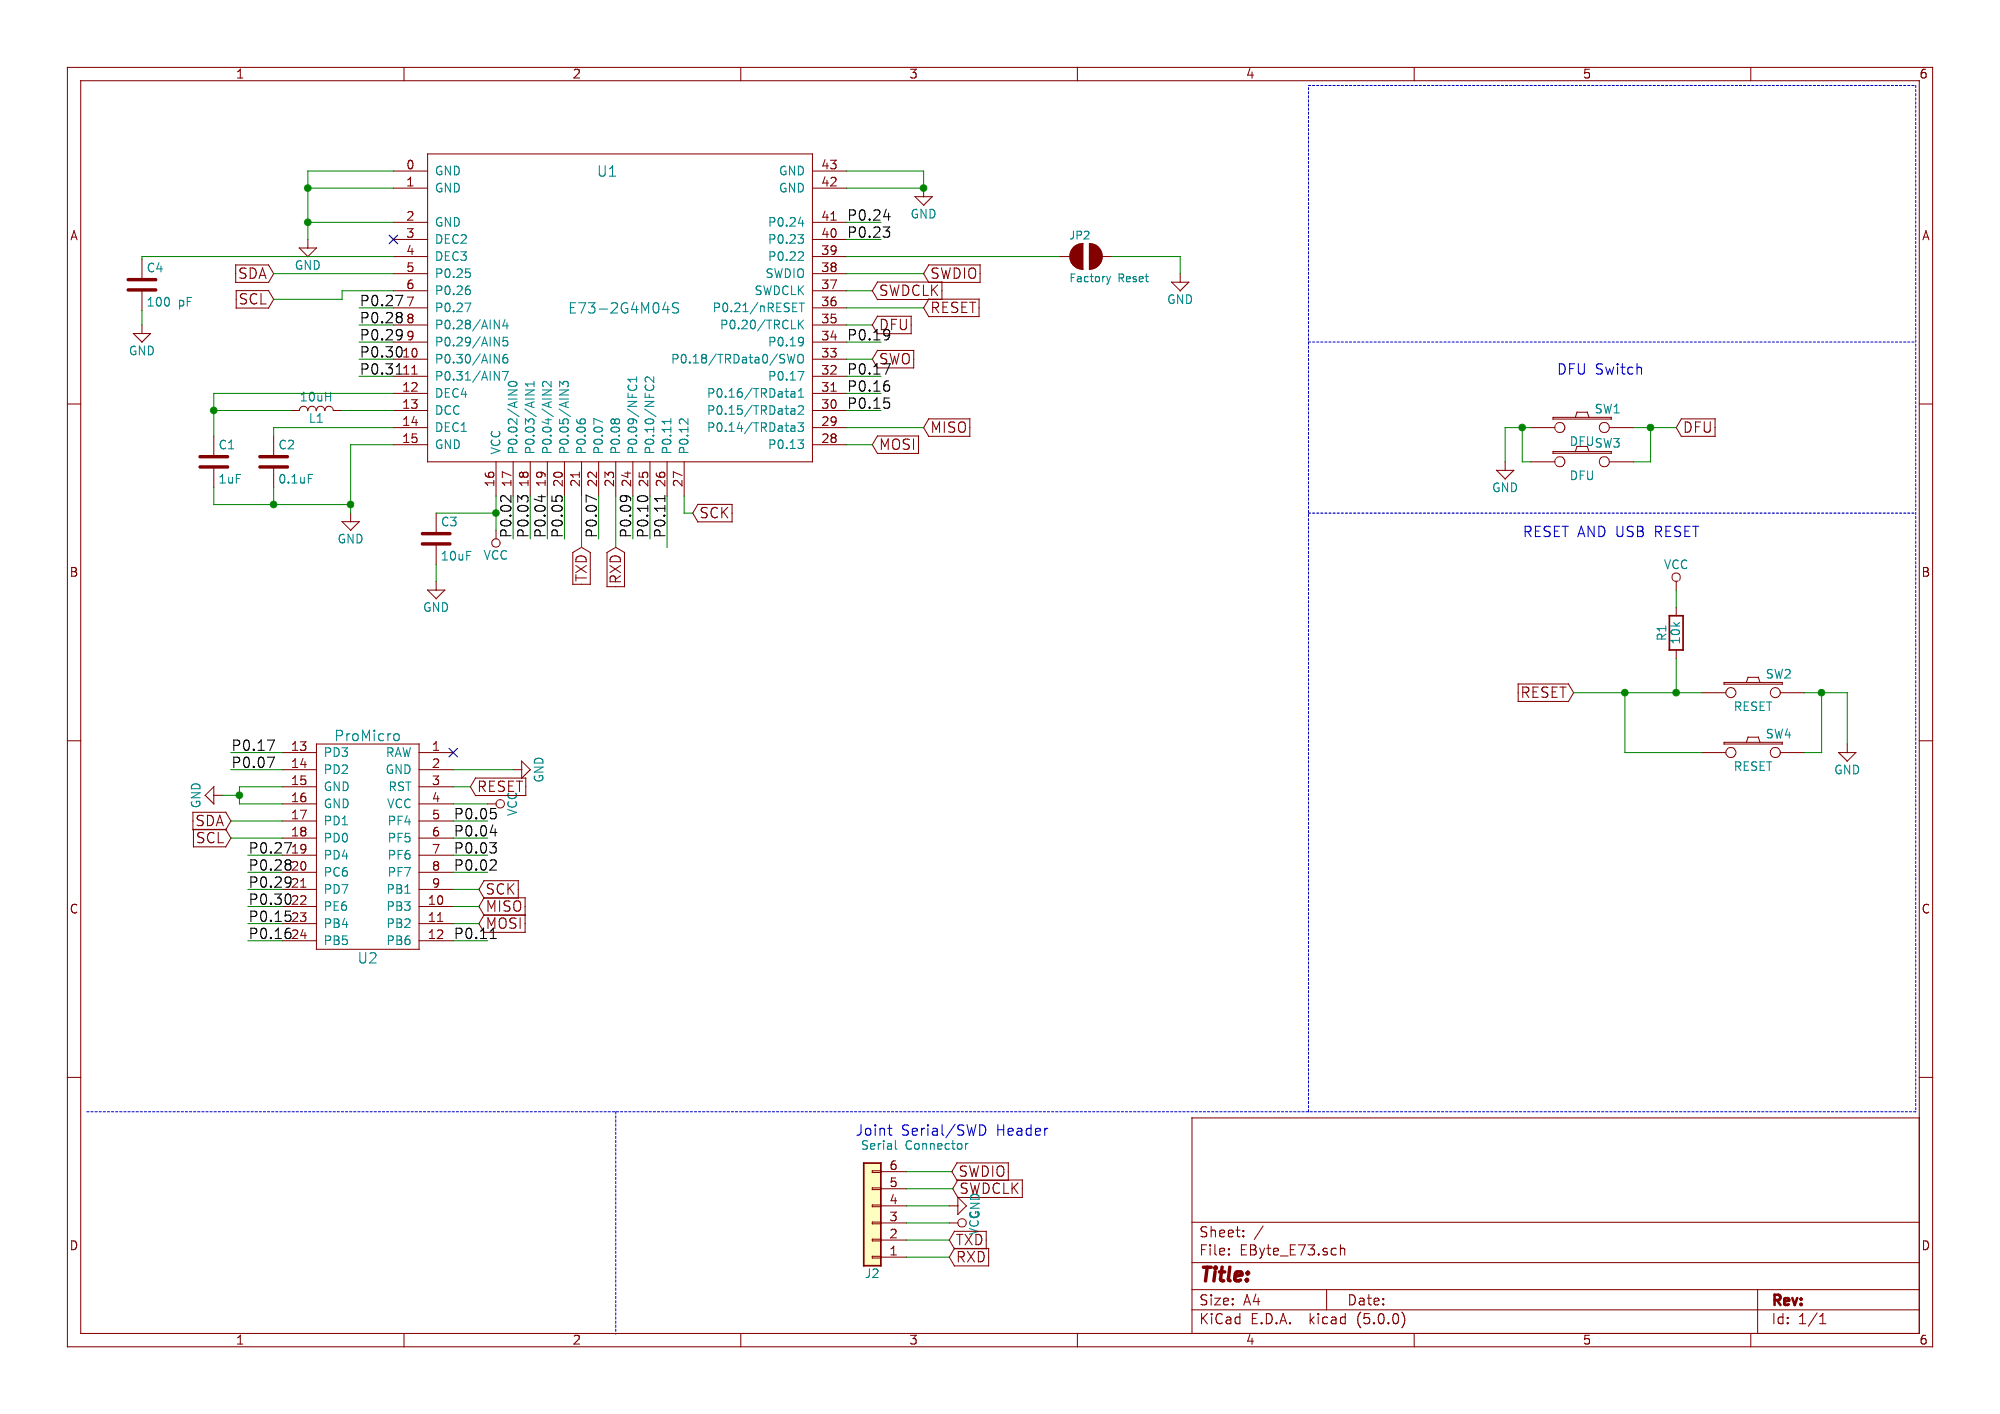 1 2 3 4 5 6
A A
B B
C C
D D
U1
E73-2G4M04S
0 GND
1 GND
2 GND
3 DEC2
4 DEC3
SDA 5 P0.25
SCL 6 P0.26
P0.27 7 P0.27
P0.28 8 P0.28/AIN4
P0.29 9 P0.29/AIN5
P0.30 10 P0.30/AIN6
P0.31 11 P0.31/AIN7
12 DEC4
13 DCC
14 DEC1
15 GND
GND
C4
100 pF
GND
10uH
L1
C1
1uF
C2
0.1uF
GND
VCC 16
P0.02/AIN0 17 P0.02
P0.03/AIN1 18 P0.03
P0.04/AIN2 19 P0.04
P0.05/AIN3 20 P0.05
P0.06 21 TXD
P0.07 22 P0.07
P0.08 23 RXD
P0.09/NFC1 24 P0.09
P0.10/NFC2 25 P0.10
P0.11 26 P0.11
P0.12 27 SCK
C3
10uF
VCC
GND
GND 43
GND 42
GND
P0.24 41 P0.24
P0.23 40 P0.23
P0.22 39
SWDIO 38 SWDIO
SWDCLK 37 SWDCLK
P0.21/nRESET 36 RESET
P0.20/TRCLK 35 DFU
P0.19 34 P0.19
P0.18/TRData0/SWO 33 SWO
P0.17 32 P0.17
P0.16/TRData1 31 P0.16
P0.15/TRData2 30 P0.15
P0.14/TRData3 29 MISO
P0.13 28 MOSI
JP2
Factory Reset
GND
DFU Switch
SW1
DFU
SW3
DFU
DFU
GND
RESET AND USB RESET
VCC
R1
10k
RESET
SW2
RESET
SW4
RESET
GND
ProMicro
P0.17 13 PD3
P0.07 14 PD2
15 GND
GND
16 GND
SDA 17 PD1
SCL 18 PD0
P0.27 19 PD4
P0.28 20 PC6
P0.29 21 PD7
P0.30 22 PE6
P0.15 23 PB4
P0.16 24 PB5
RAW 1
GND 2 GND
RST 3 RESET
VCC 4 VCC
PF4 5 P0.05
PF5 6 P0.04
PF6 7 P0.03
PF7 8 P0.02
PB1 9 SCK
PB3 10 MISO
PB2 11 MOSI
PB6 12 P0.11
U2
Joint Serial/SWD Header
Serial Connector
6 SWDIO
5 SWDCLK
4 GND
3 VCC
2 TXD
1 RXD
J2
Sheet: /
File: EByte_E73.sch
Title:
Size: A4 Date: Rev:
KiCad E.D.A. kicad (5.0.0) Id: 1/1
1 2 3 4 5 6